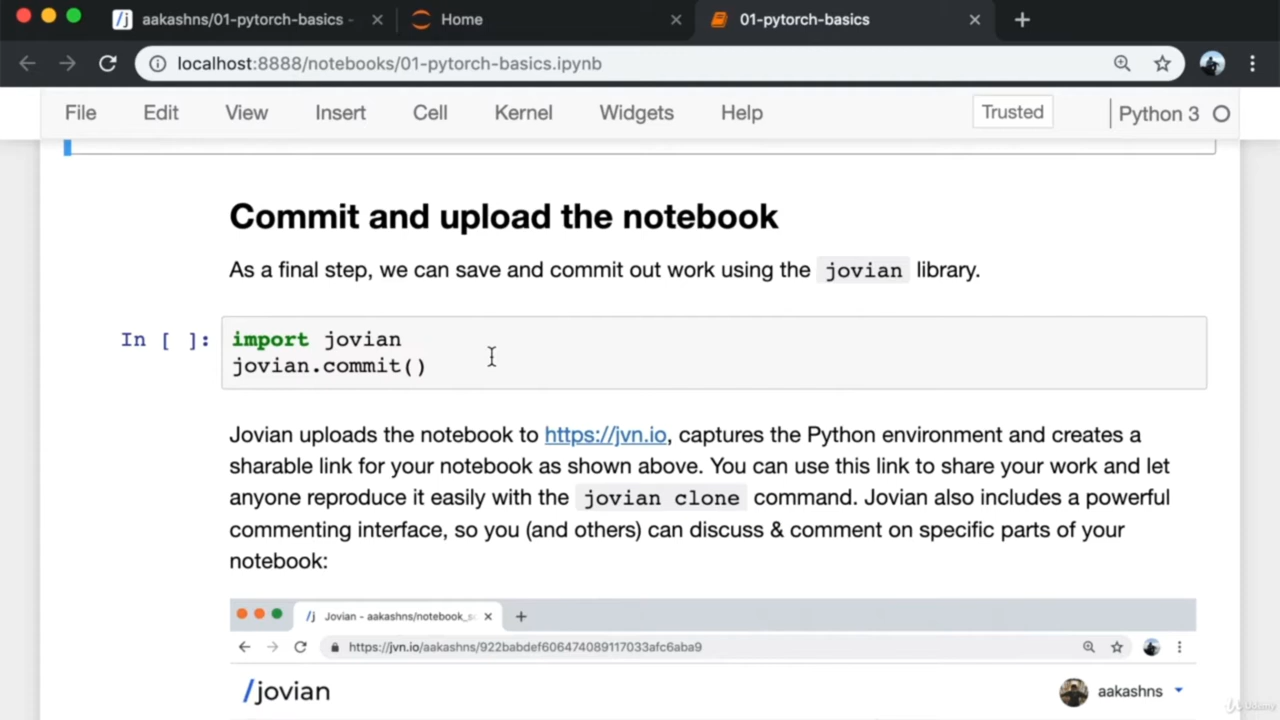 aakashns/01-pytorch-basics -
Home
01-pytorch-basics
localhost:8888/notebooks/01-pytorch-basics.ipynb
File Edit View Insert Cell Kernel Widgets Help Trusted Python 3
Commit and upload the notebook
As a final step, we can save and commit out work using the jovian library.
In [ ]: import jovian
jovian.commit()
Jovian uploads the notebook to https://jvn.io, captures the Python environment and creates a
sharable link for your notebook as shown above. You can use this link to share your work and let
anyone reproduce it easily with the jovian clone command. Jovian also includes a powerful
commenting interface, so you (and others) can discuss & comment on specific parts of your
notebook:
/j Jovian - aakashns/notebook_s
https://jvn.io/aakashns/922babdef606474089117033afc6aba9
/jovian
aakashns
Udemy